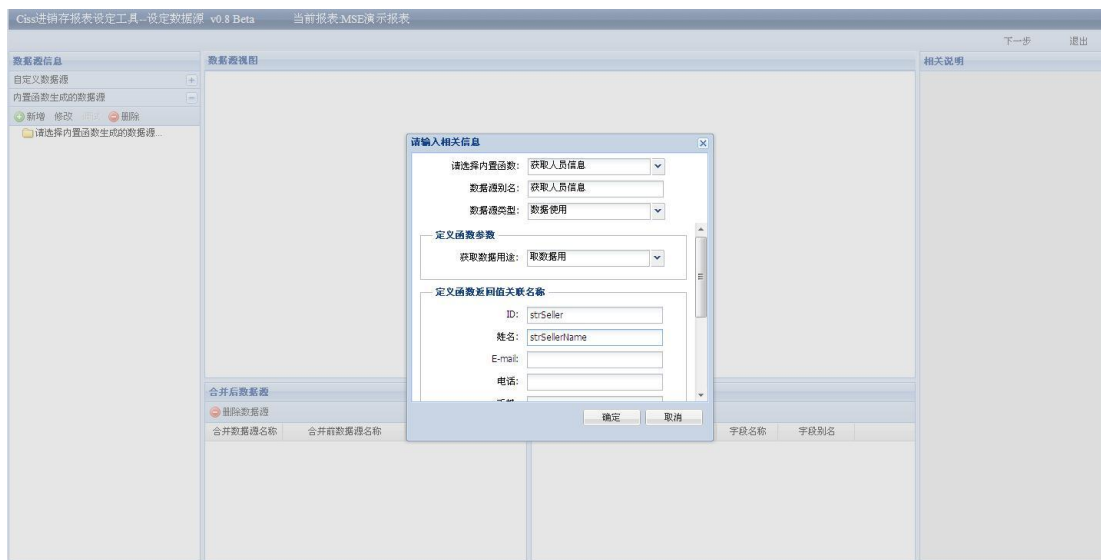 Ciss进销存报表设定工具--设定数据源 v0.8 Beta 当前报表:MSE演示报表
下一步 退出
数据源信息
数据源视图
相关说明
自定义数据源
内置函数生成的数据源
新增 修改 删除
请选择内置函数生成的数据源...
请输入相关信息
请选择内置函数: 获取人员信息
数据源别名: 获取人员信息
数据源类型: 数据使用
定义函数参数
获取数据用途: 取数据用
定义函数返回值关联名称
ID: strSeller
姓名: strSellerName
E-mail:
电话:
确定 取消
合并后数据源
删除数据源
合并数据源名称 合并前数据源名称
字段名称 字段别名